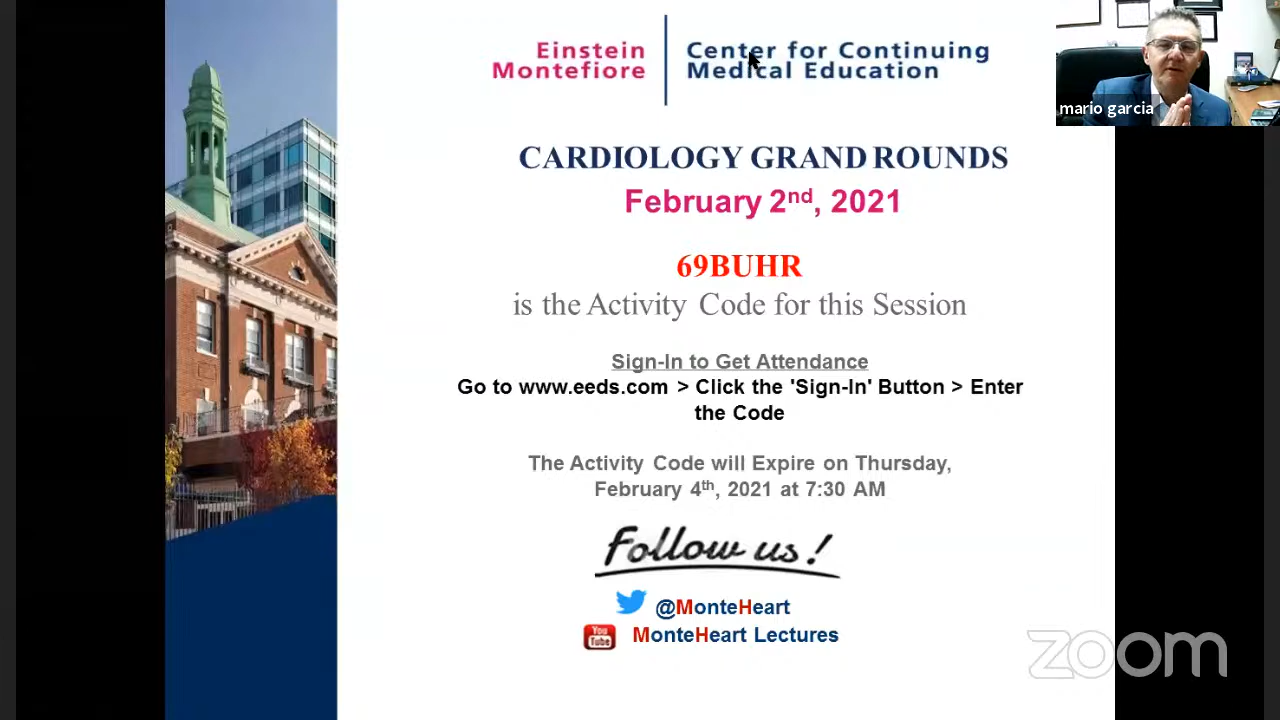 Einstein
Montefiore
Center for Continuing
Medical Education
mario garcia
CARDIOLOGY GRAND ROUNDS
February 2nd, 2021
69BUHR
is the Activity Code for this Session
Sign-In to Get Attendance
Go to www.eeds.com > Click the 'Sign-In' Button > Enter
the Code
The Activity Code will Expire on Thursday,
February 4th, 2021 at 7:30 AM
Follow us!
@MonteHeart
You
Tube
MonteHeart Lectures
zoom